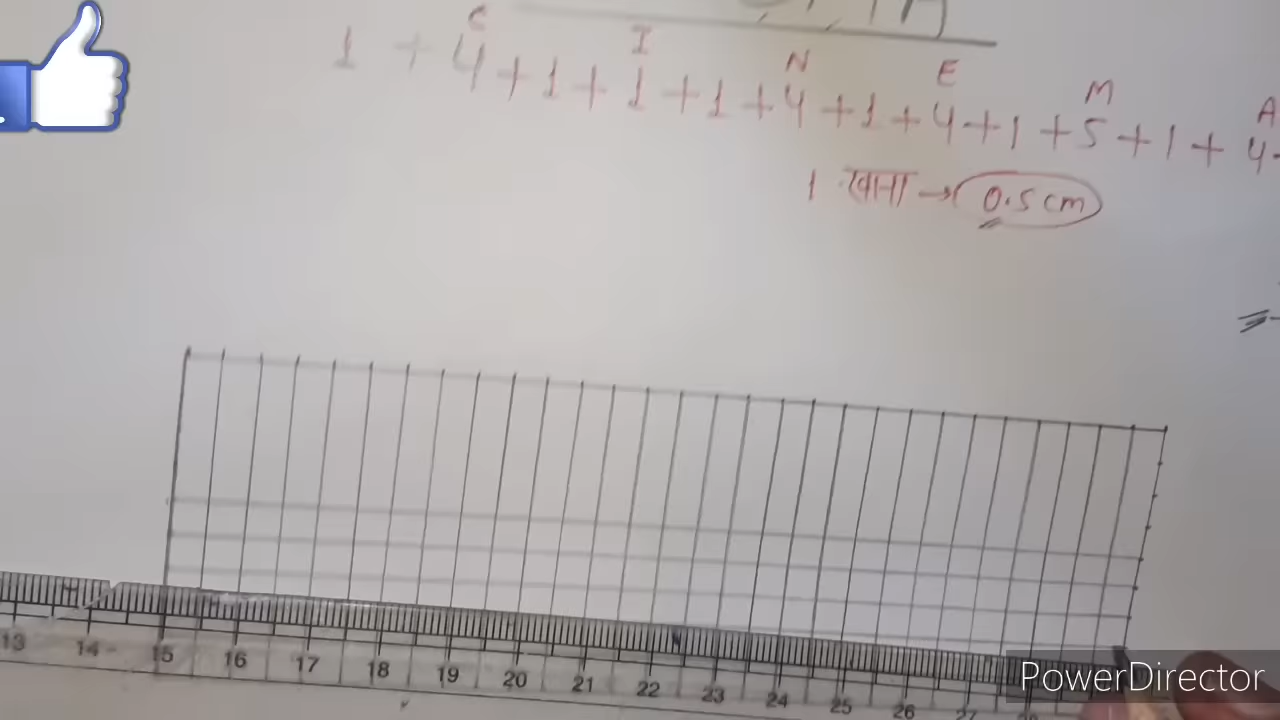 C I N E M A
1 + 4 + 1 + 1 + 1 + 4 + 1 + 4 + 1 + 5 + 1 + 4
1 खाना → 0.5 cm
13 14 15 16 17 18 19 20 21 22 23 24 25 26 27 28
PowerDirector